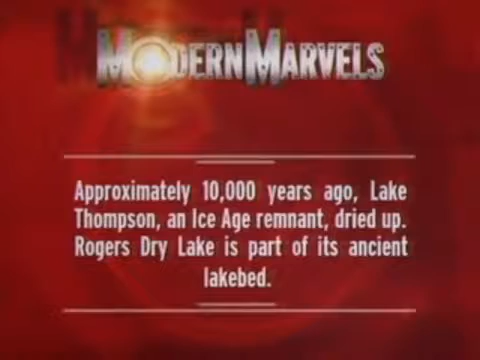 MODERN MARVELS
Approximately 10,000 years ago, Lake
Thompson, an Ice Age remnant, dried up.
Rogers Dry Lake is part of its ancient
lakebed.